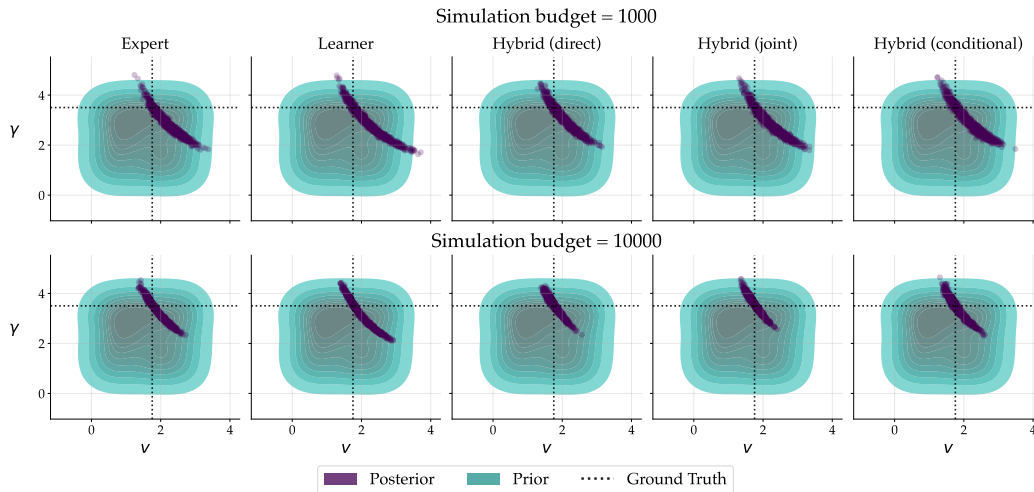 Simulation budget = 1000
Expert Learner Hybrid (direct) Hybrid (joint) Hybrid (conditional)
4
γ
2
0
Simulation budget = 10000
4
γ
2
0
0 2 4 0 2 4 0 2 4 0 2 4 0 2 4
ν ν ν ν ν
Posterior Prior Ground Truth